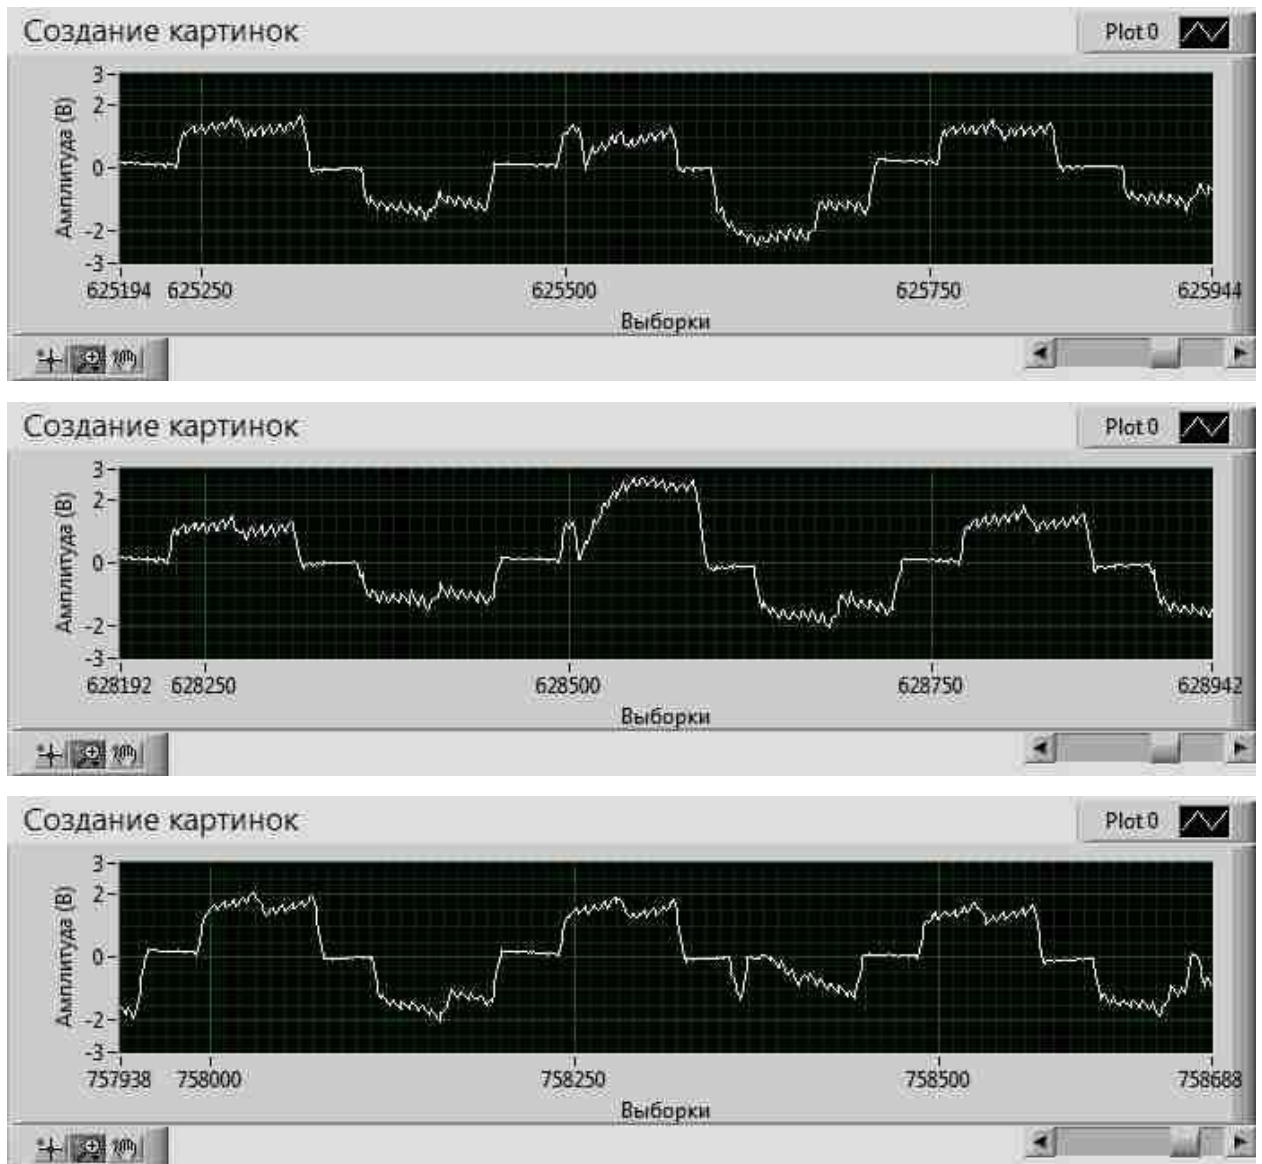 Создание картинок
Plot 0
Амплитуда (В)
3
2
0
-2
-3
625194 625250 625500 625750 625944
Выборки
Создание картинок
Plot 0
Амплитуда (В)
3
2
0
-2
-3
628192 628250 628500 628750 628942
Выборки
Создание картинок
Plot 0
Амплитуда (В)
3
2
0
-2
-3
757938 758000 758250 758500 758688
Выборки